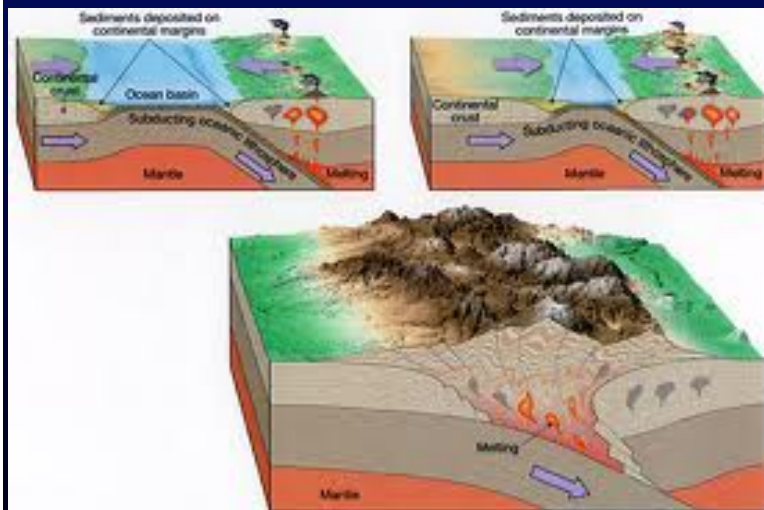 Sediments deposited on
continental margins
Continental
crust
Ocean basin
Subducting oceanic lithosphere
Mantle
Melting
Sediments deposited on
continental margins
Continental
crust
Subducting oceanic lithosphere
Mantle
Melting
Melting
Mantle